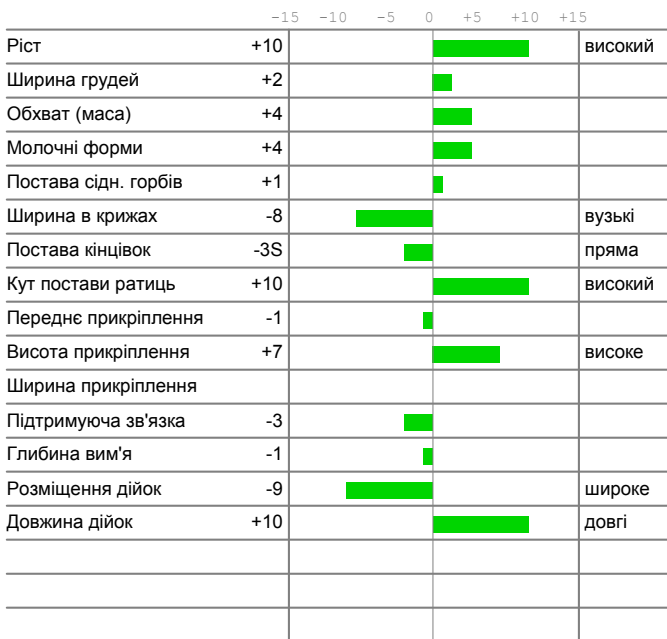 -15 -10 -5 0 +5 +10 +15
Ріст +10 високий
Ширина грудей +2
Обхват (маса) +4
Молочні форми +4
Постава сідн. горбів +1
Ширина в крижах -8 вузькі
Постава кінцівок -3S пряма
Кут постави ратиць +10 високий
Переднє прикріплення -1
Висота прикріплення +7 високе
Ширина прикріплення
Підтримуюча зв'язка -3
Глибина вим'я -1
Розміщення дійок -9 широке
Довжина дійок +10 довгі